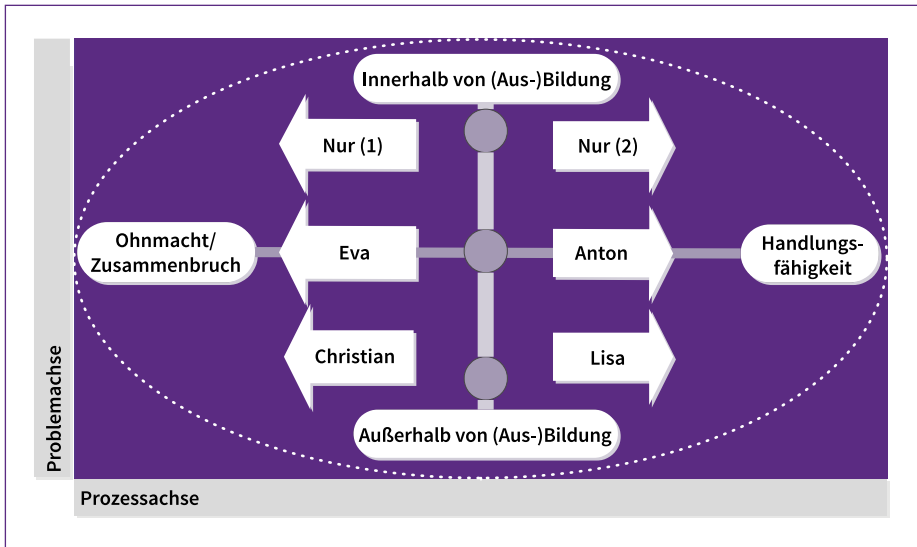 Innerhalb von (Aus-)Bildung
Nur (1)
Nur (2)
Ohnmacht/
Zusammenbruch
Eva
Anton
Handlungs-
fähigkeit
Christian
Lisa
Außerhalb von (Aus-)Bildung
Problemachse
Prozessachse